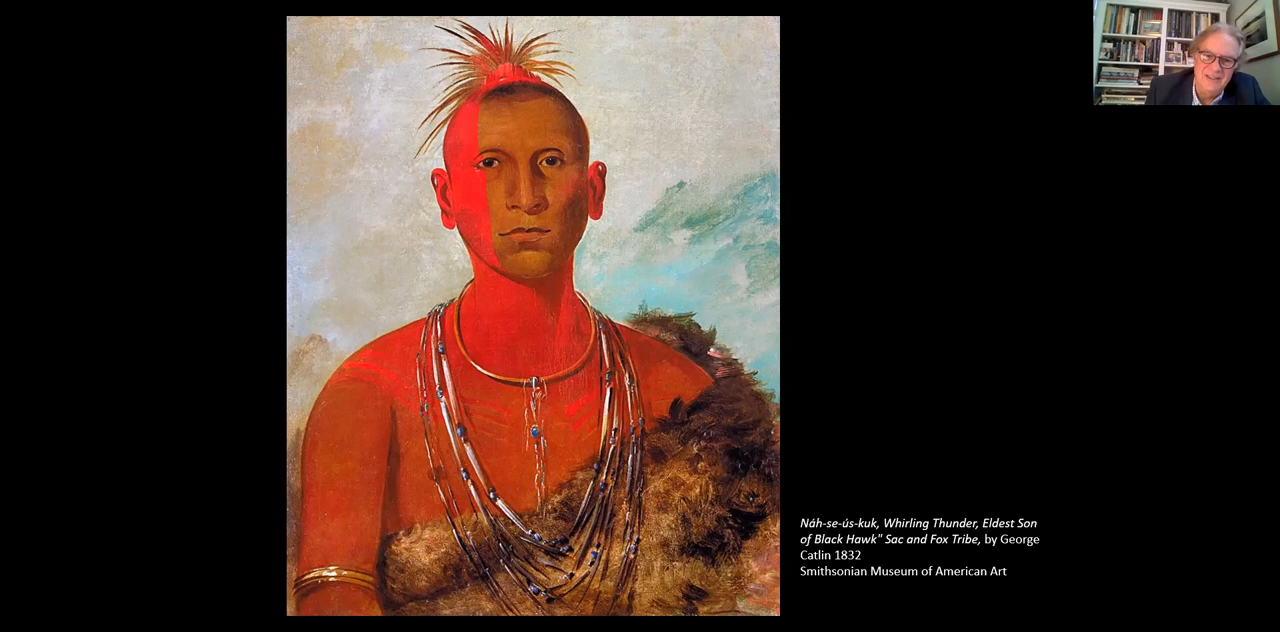 Náh-se-ús-kuk, Whirling Thunder, Eldest Son
of Black Hawk" Sac and Fox Tribe, by George
Catlin 1832
Smithsonian Museum of American Art